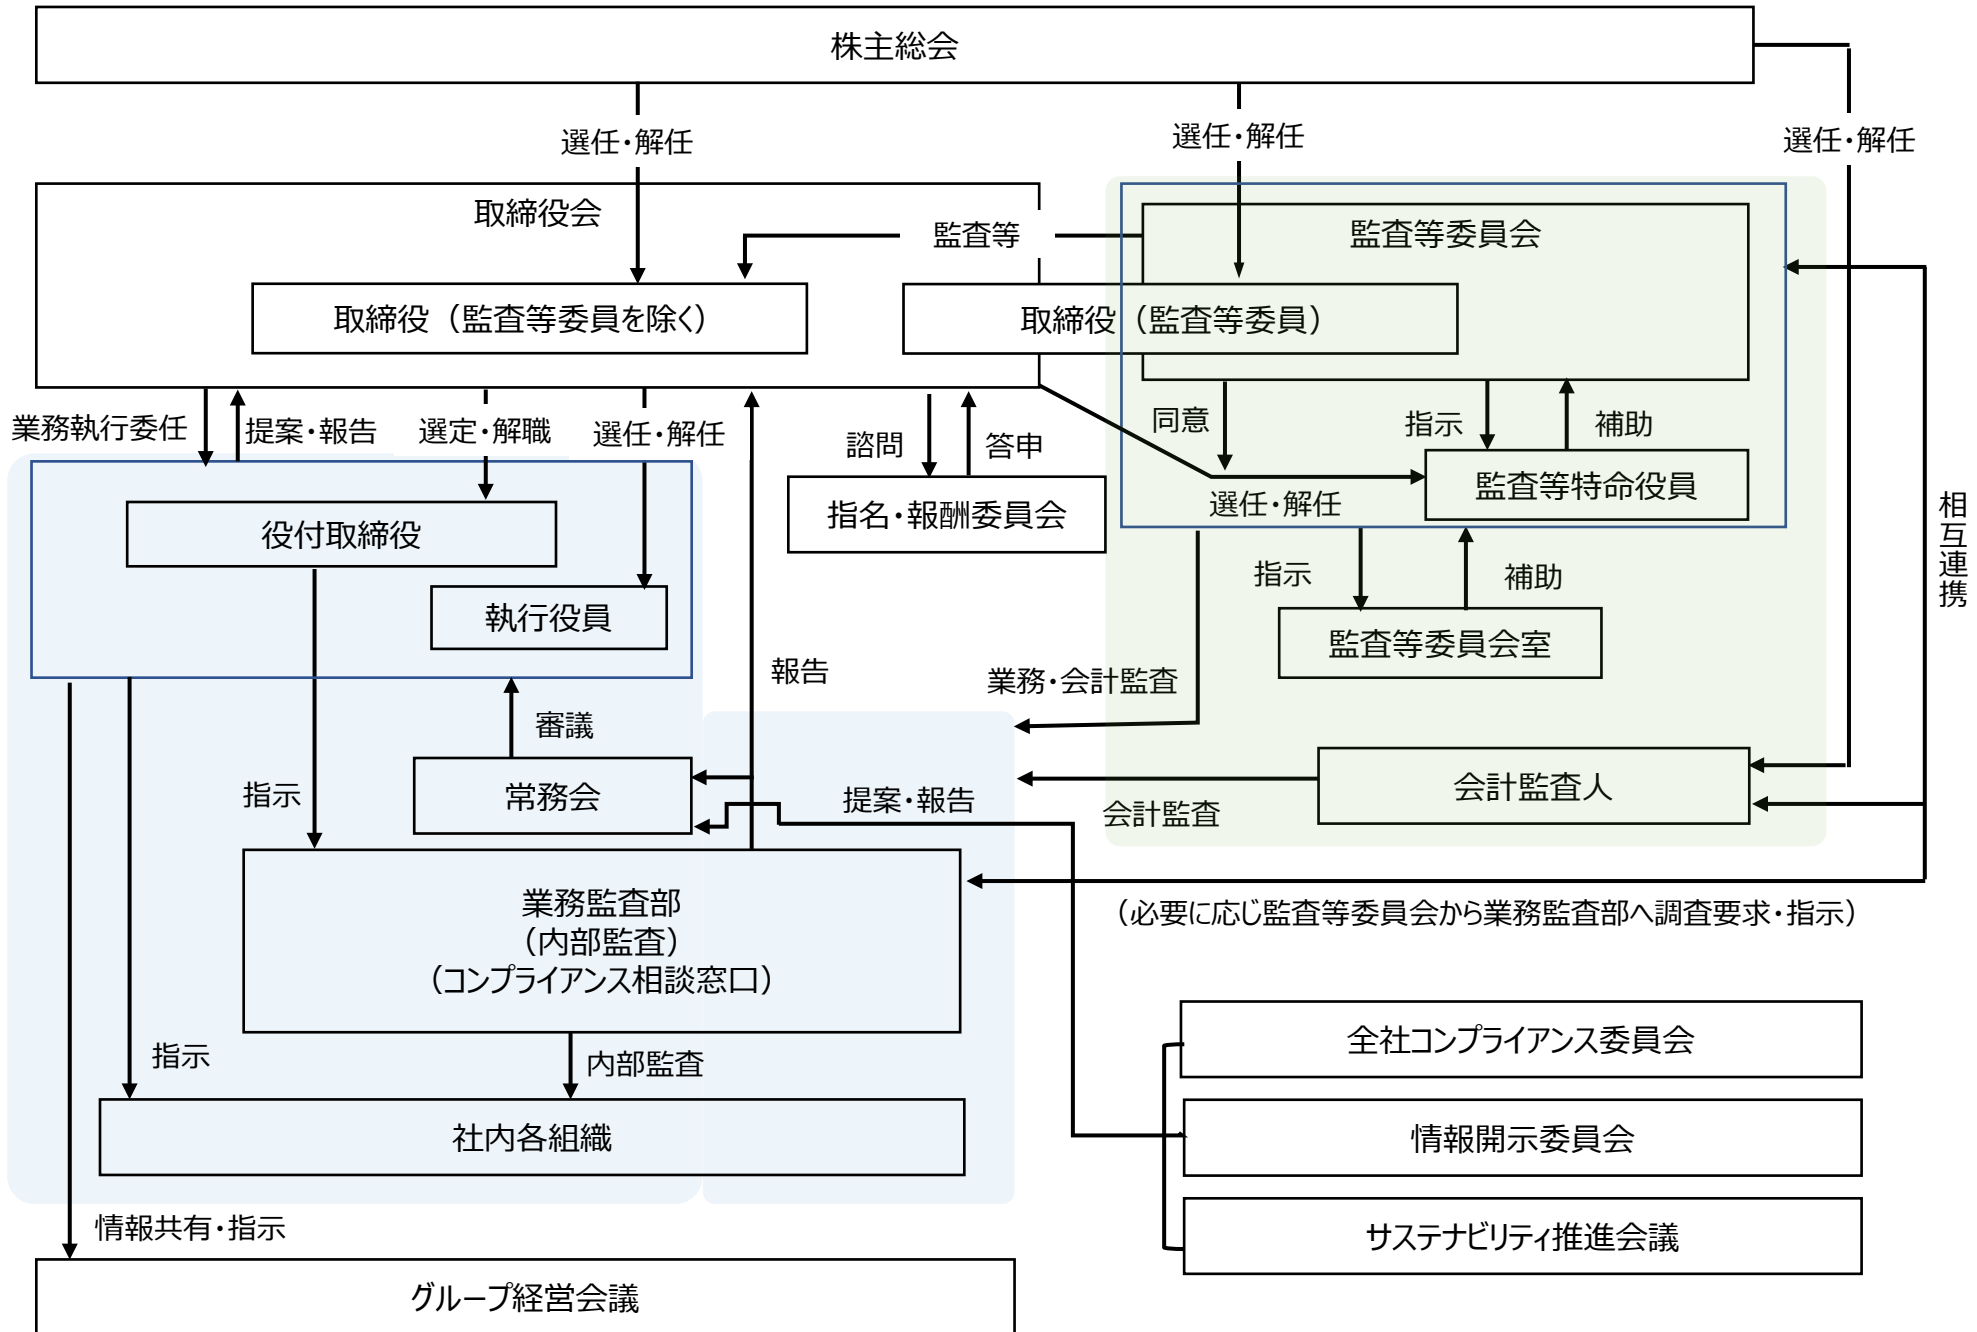 株主総会
選任・解任
選任・解任
選任・解任
取締役会
監査等
監査等委員会
取締役（監査等委員を除く）
取締役（監査等委員）
業務執行委任
提案・報告
選定・解職
選任・解任
諮問
答申
同意
指示
補助
選任・解任
監査等特命役員
指名・報酬委員会
相互連携
役付取締役
執行役員
指示
補助
監査等委員会室
報告
業務・会計監査
審議
指示
常務会
提案・報告
会計監査
会計監査人
業務監査部
（内部監査）
（コンプライアンス相談窓口）
（必要に応じ監査等委員会から業務監査部へ調査要求・指示）
指示
内部監査
社内各組織
全社コンプライアンス委員会
情報開示委員会
サステナビリティ推進会議
情報共有・指示
グループ経営会議